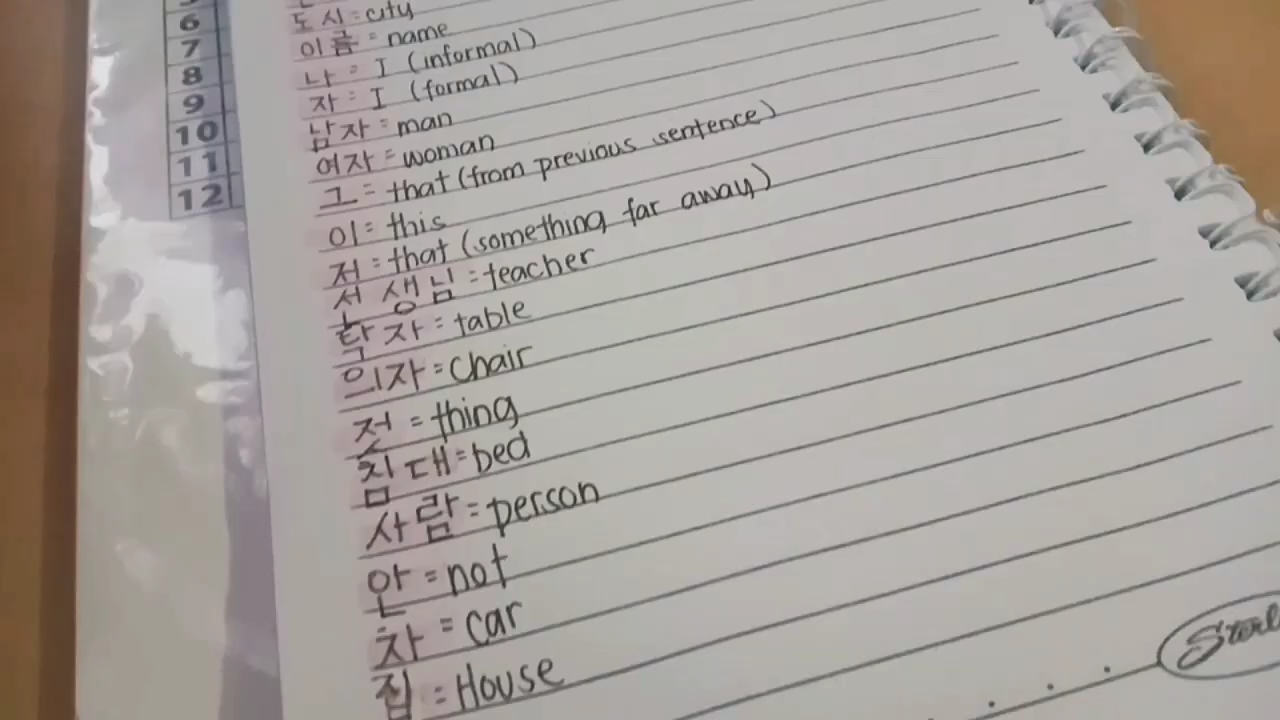 6
7
8
9
10
11
12
도시 = city
이름 = name
나 = I (informal)
자 = I (formal)
남자 = man
여자 = woman
그 = that (from previous sentence)
이 = this
저 = that (something far away)
선생님 = teacher
탁자 = table
의자 = chair
젓 = thing
침대 = bed
사람 = person
안 = not
차 = car
집 = House